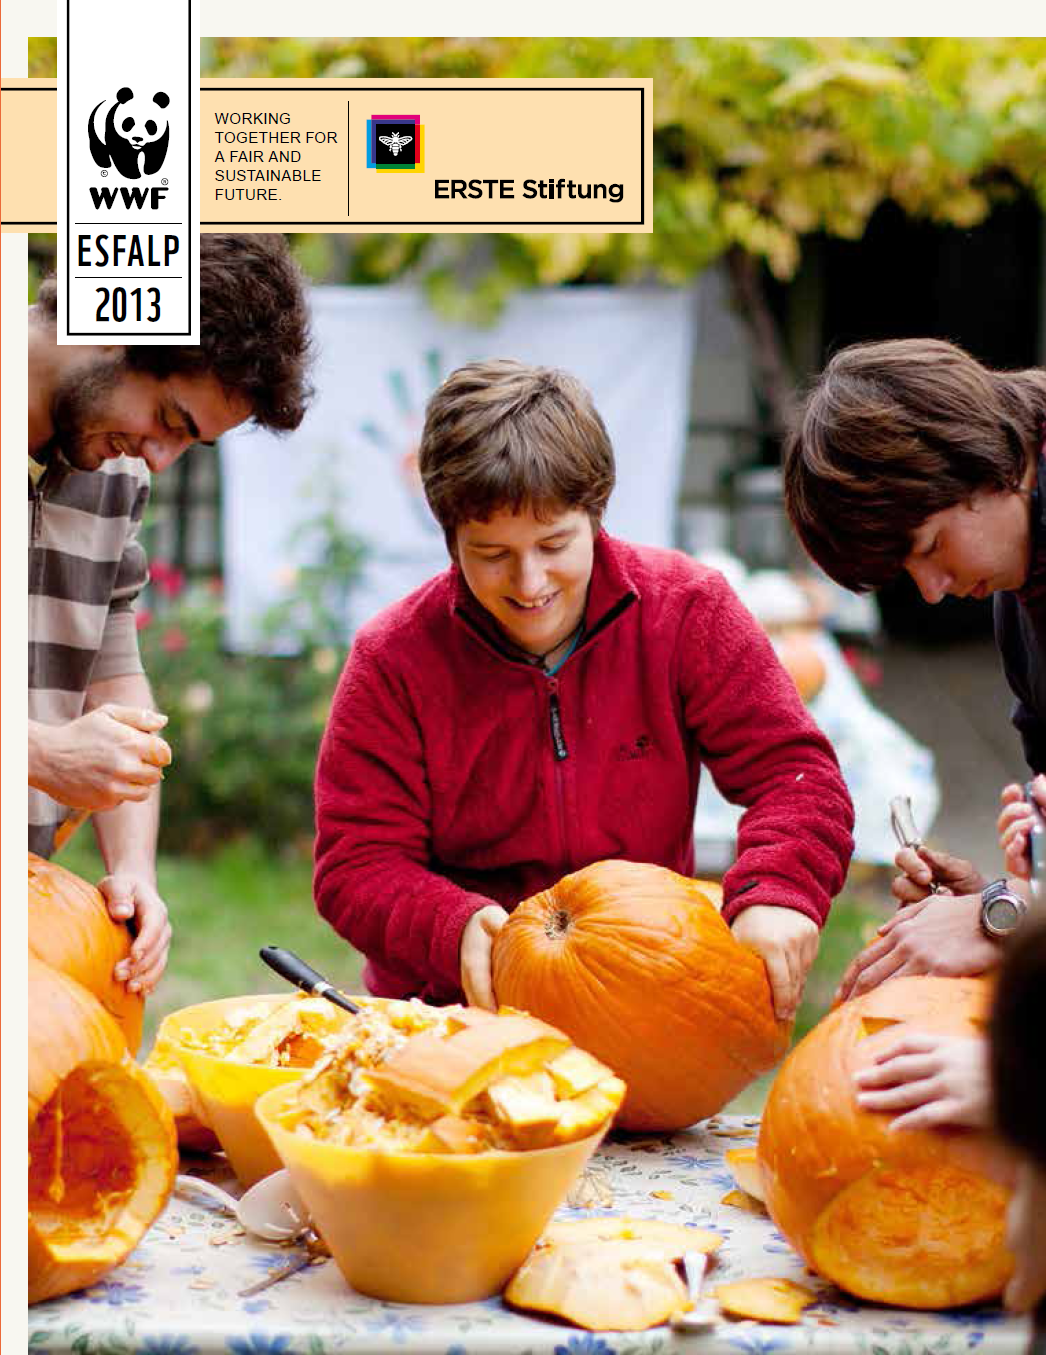 WWF
ESFALP
2013
WORKING
TOGETHER FOR
A FAIR AND
SUSTAINABLE
FUTURE.
ERSTE Stiftung